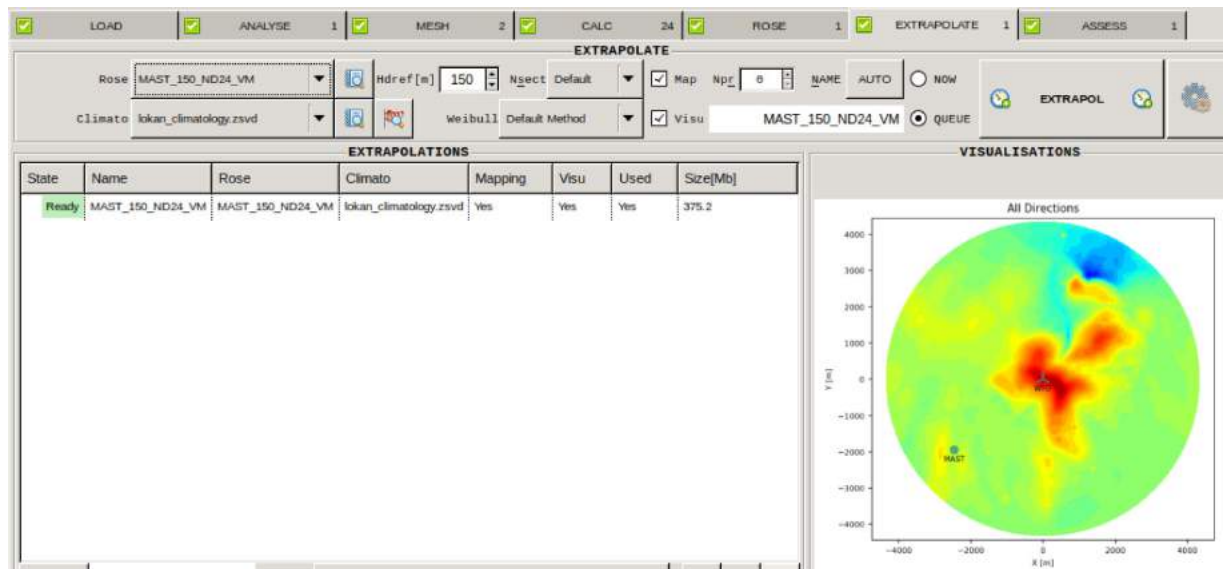 LOAD ANALYSE 1 MESH 2 CALC 24 ROSE 1 EXTRAPOLATE 1 ASSESS 1
EXTRAPOLATE
Rose MAST_150_ND24_VM Hdref[m] 150 Nsect Default Map Npr 0 NAME AUTO NOW
EXTRAPOL
Climato lokan_climatology.zsvd Weibull Default Method Visu MAST_150_ND24_VM QUEUE
EXTRAPOLATIONS
State Name Rose Climato Mapping Visu Used Size[Mb]
Ready MAST_150_ND24_VM MAST_150_ND24_VM lokan_climatology.zsvd Yes Yes Yes 375.2
VISUALISATIONS
All Directions
4000
3000
2000
1000
0
−1000
−2000
−3000
−4000
Y [m]
MAST
−4000 −2000 0 2000 4000
X [m]